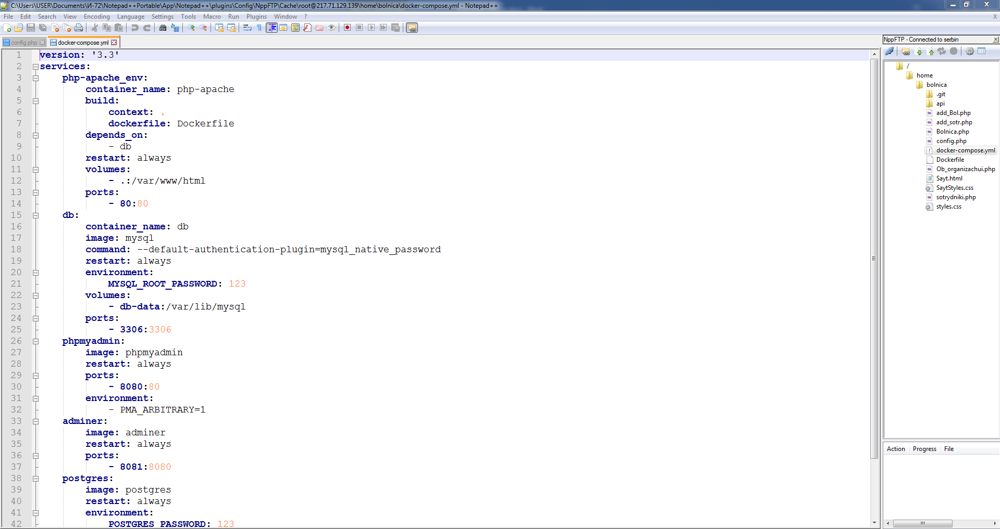 C:\Users\USER\Documents\И-72\Notepad++Portable\App\Notepad++\plugins\Config\NppFTP\Cache\root@217.71.129.139\home\bolnica\docker-compose.yml - Notepad++
File Edit Search View Encoding Language Settings Tools Macro Run Plugins Window ? X
config.php docker-compose.yml
1 version: '3.3'
2 services:
3 php-apache_env:
4 container_name: php-apache
5 build:
6 context: .
7 dockerfile: Dockerfile
8 depends_on:
9 - db
10 restart: always
11 volumes:
12 - .:/var/www/html
13 ports:
14 - 80:80
15 db:
16 container_name: db
17 image: mysql
18 command: --default-authentication-plugin=mysql_native_password
19 restart: always
20 environment:
21 MYSQL_ROOT_PASSWORD: 123
22 volumes:
23 - db-data:/var/lib/mysql
24 ports:
25 - 3306:3306
26 phpmyadmin:
27 image: phpmyadmin
28 restart: always
29 ports:
30 - 8080:80
31 environment:
32 - PMA_ARBITRARY=1
33 adminer:
34 image: adminer
35 restart: always
36 ports:
37 - 8081:8080
38 postgres:
39 image: postgres
40 restart: always
41 environment:
42 POSTGRES_PASSWORD: 123
NppFTP - Connected to serbin
/
home
bolnica
.git
api
add_Bol.php
add_sotr.php
Bolnica.php
config.php
docker-compose.yml
Dockerfile
Ob_organizachui.php
Sayt.html
SaytStyles.css
sotrydniki.php
styles.css
Action Progress File